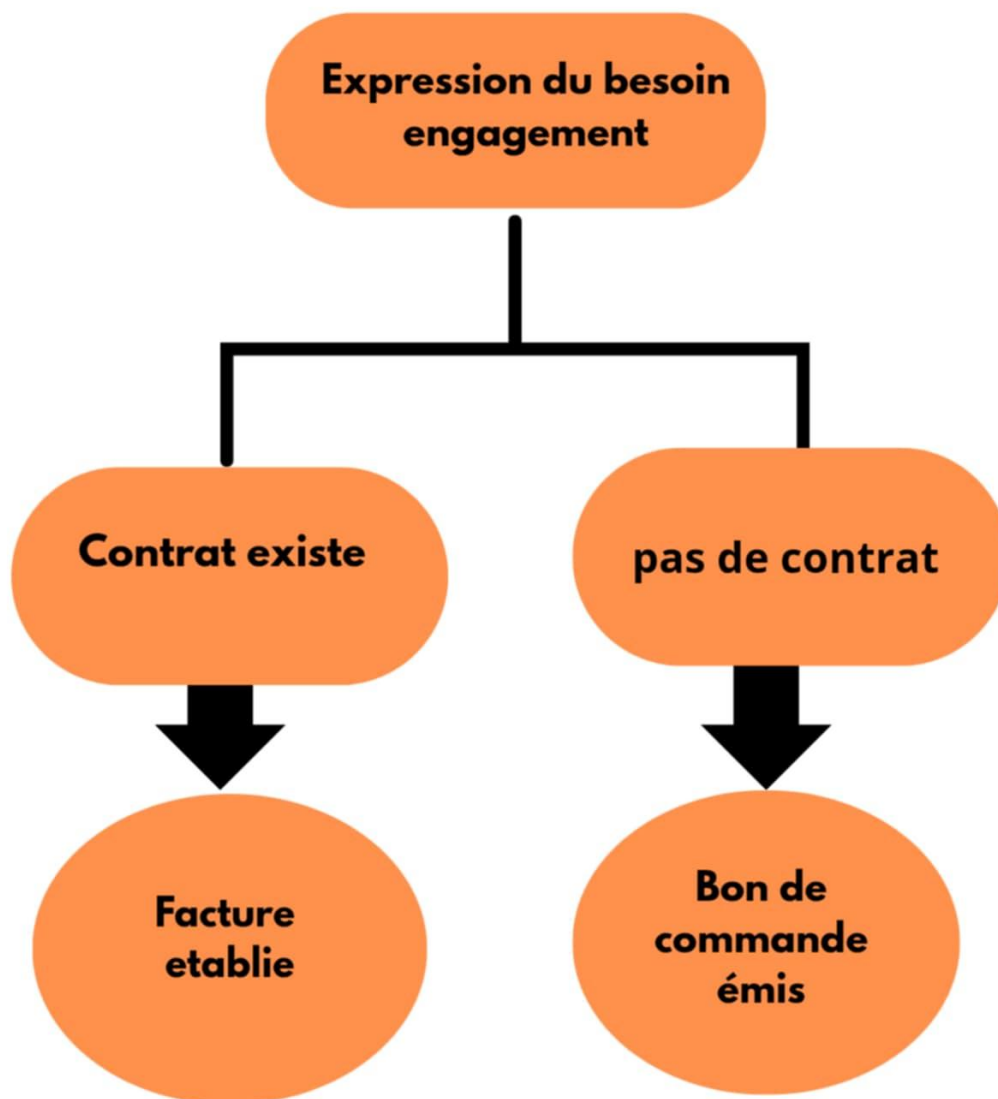 Expression du besoin
engagement
Contrat existe
pas de contrat
Facture
etablie
Bon de
commande
émis